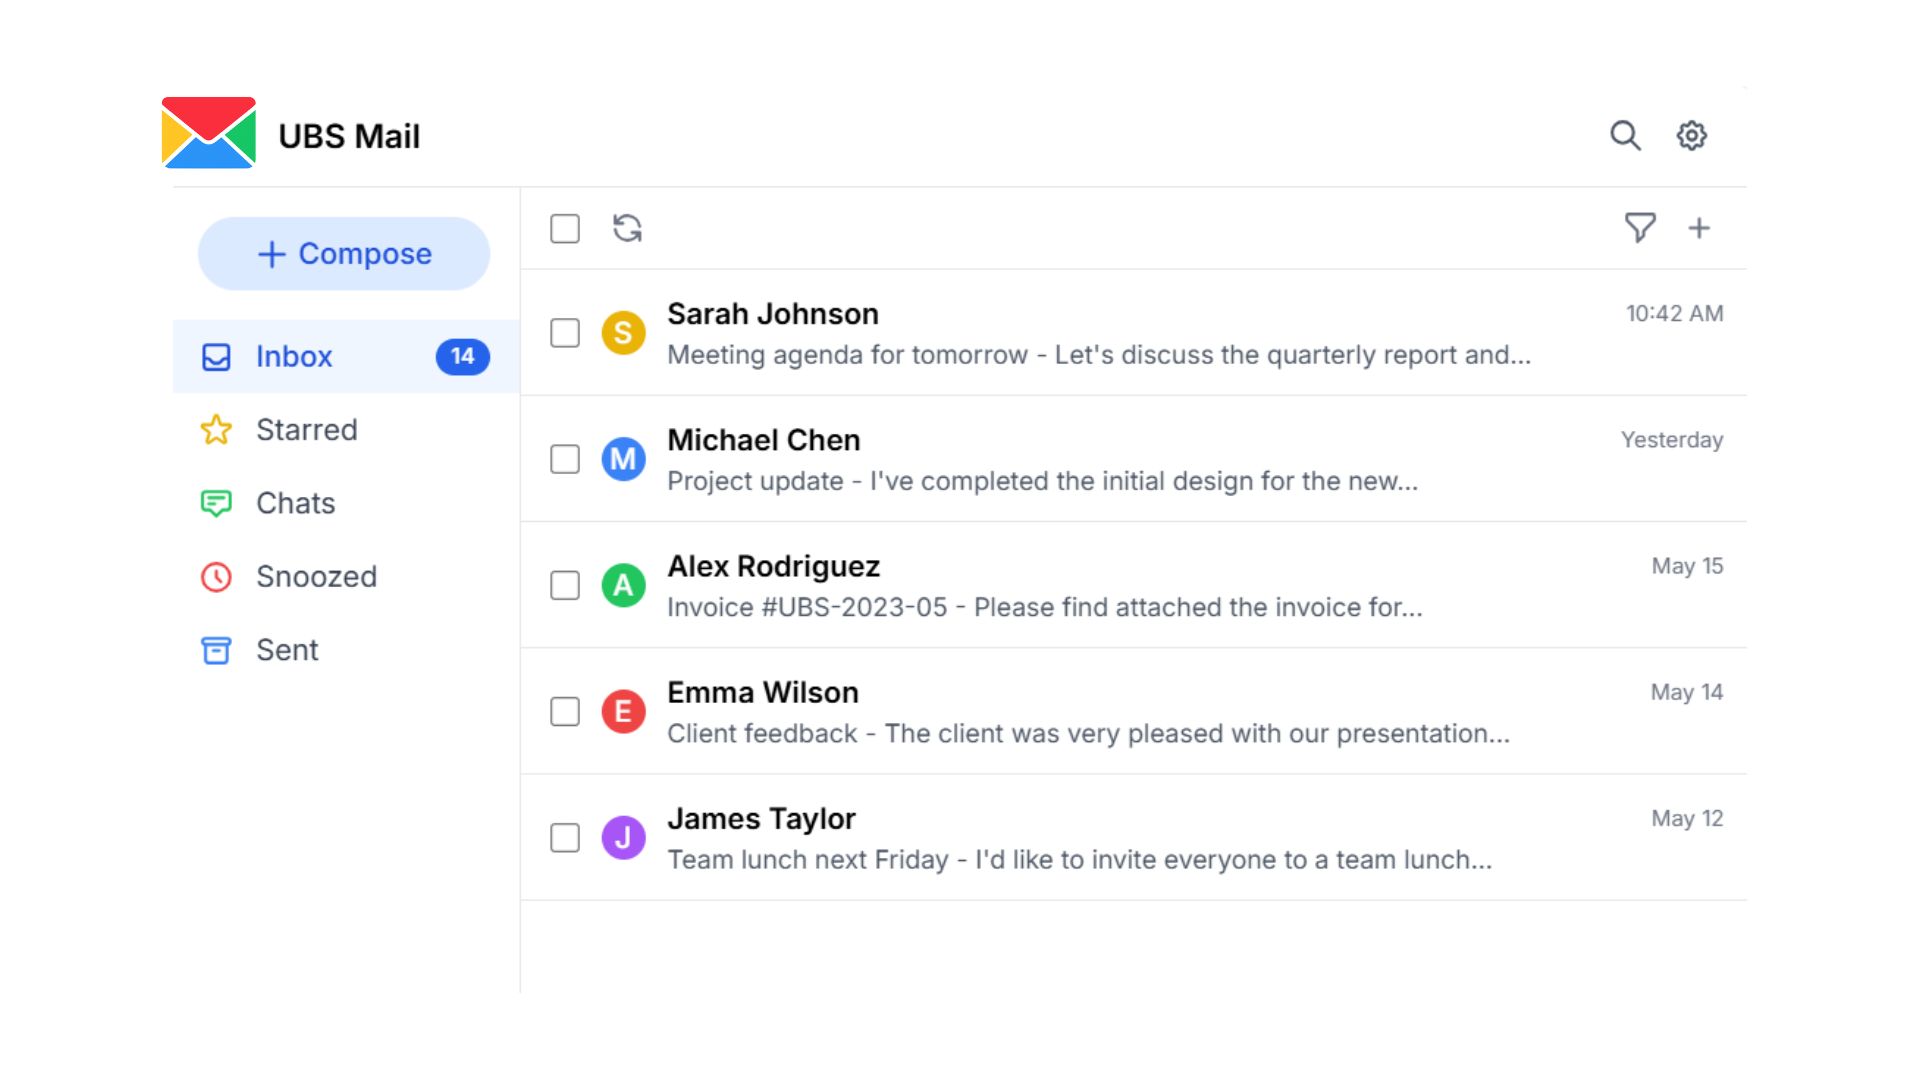 UBS Mail
Compose
Inbox 14
Starred
Chats
Snoozed
Sent
S Sarah Johnson 10:42 AM
Meeting agenda for tomorrow - Let's discuss the quarterly report and...
M Michael Chen Yesterday
Project update - I've completed the initial design for the new...
A Alex Rodriguez May 15
Invoice #UBS-2023-05 - Please find attached the invoice for...
E Emma Wilson May 14
Client feedback - The client was very pleased with our presentation...
J James Taylor May 12
Team lunch next Friday - I'd like to invite everyone to a team lunch...